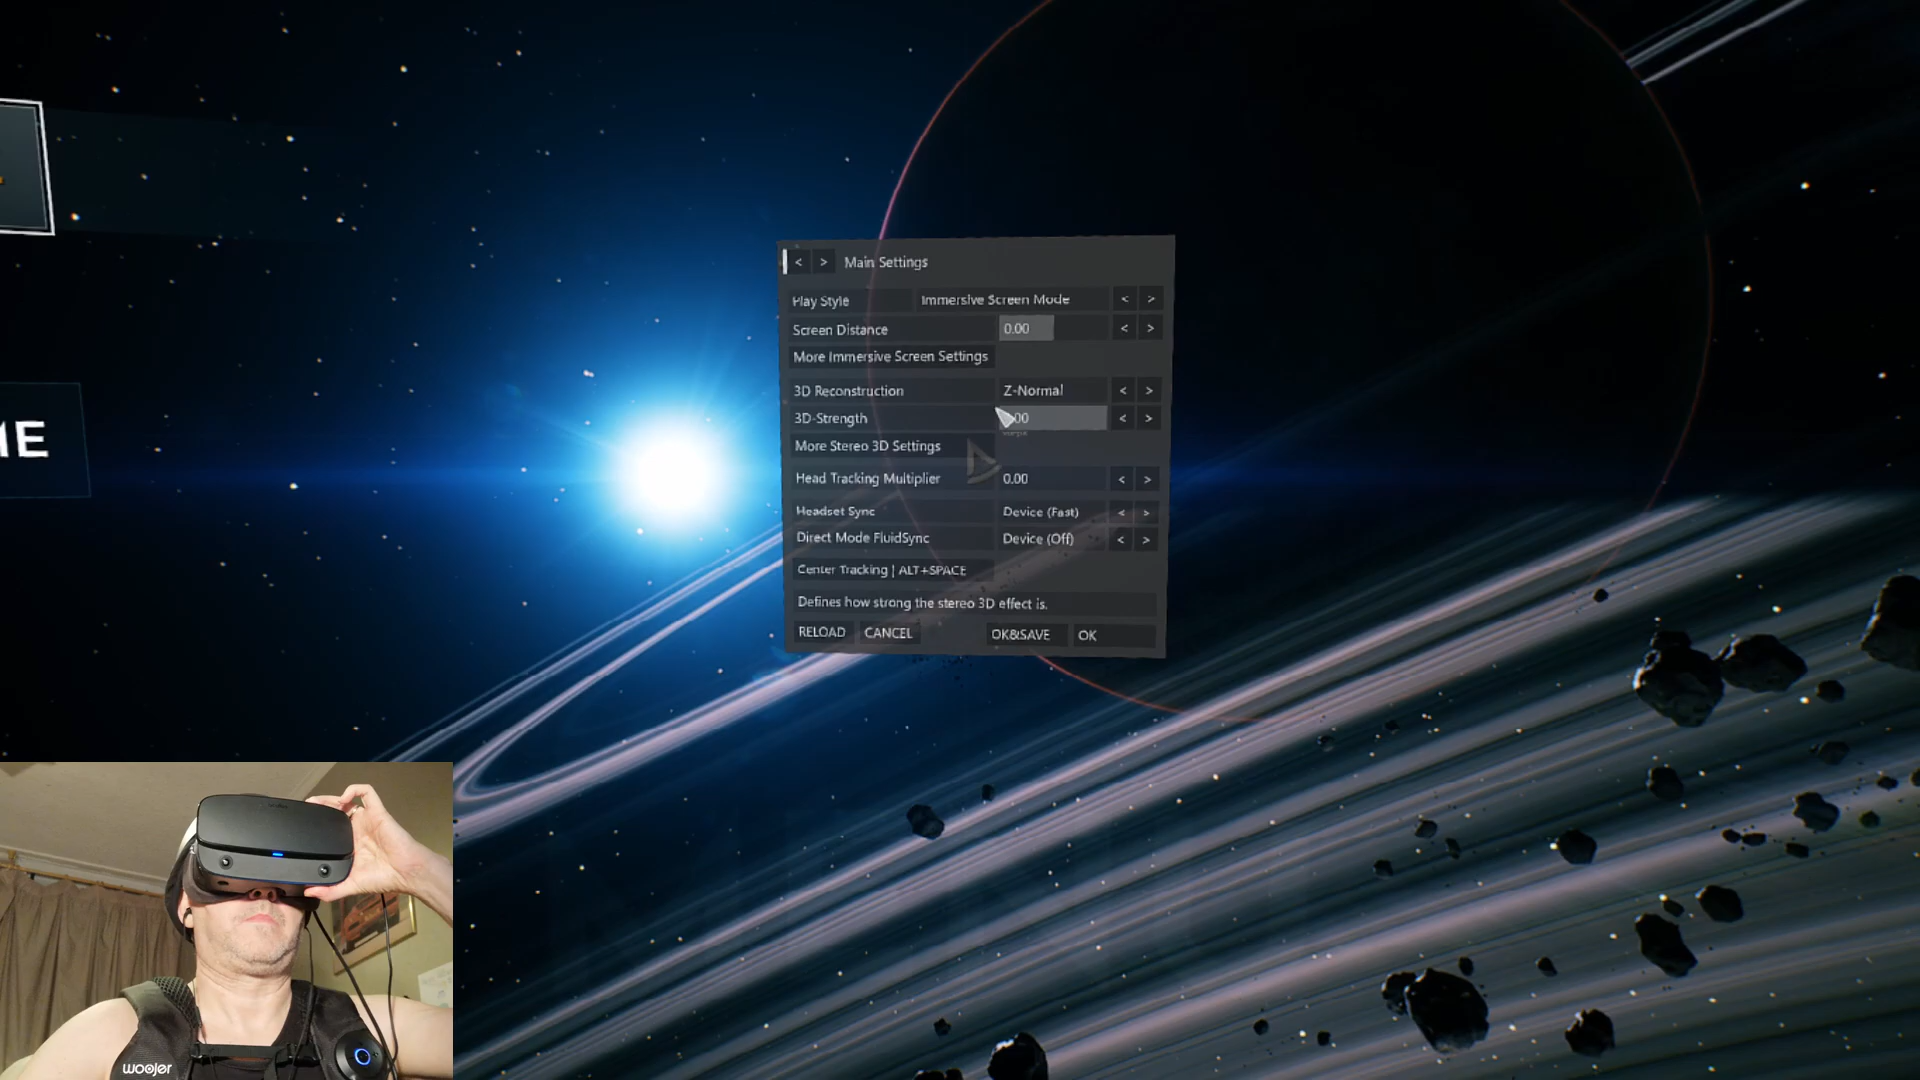 < > Main Settings
Play Style Immersive Screen Mode < >
Screen Distance 0.00 < >
More Immersive Screen Settings
3D Reconstruction Z-Normal < >
3D-Strength < >
More Stereo 3D Settings
Head Tracking Multiplier 0.00 < >
Headset Sync Device (Fast) < >
Direct Mode FluidSync Device (Off) < >
Center Tracking | ALT+SPACE
Defines how strong the stereo 3D effect is.
RELOAD CANCEL OK&SAVE OK
woojer